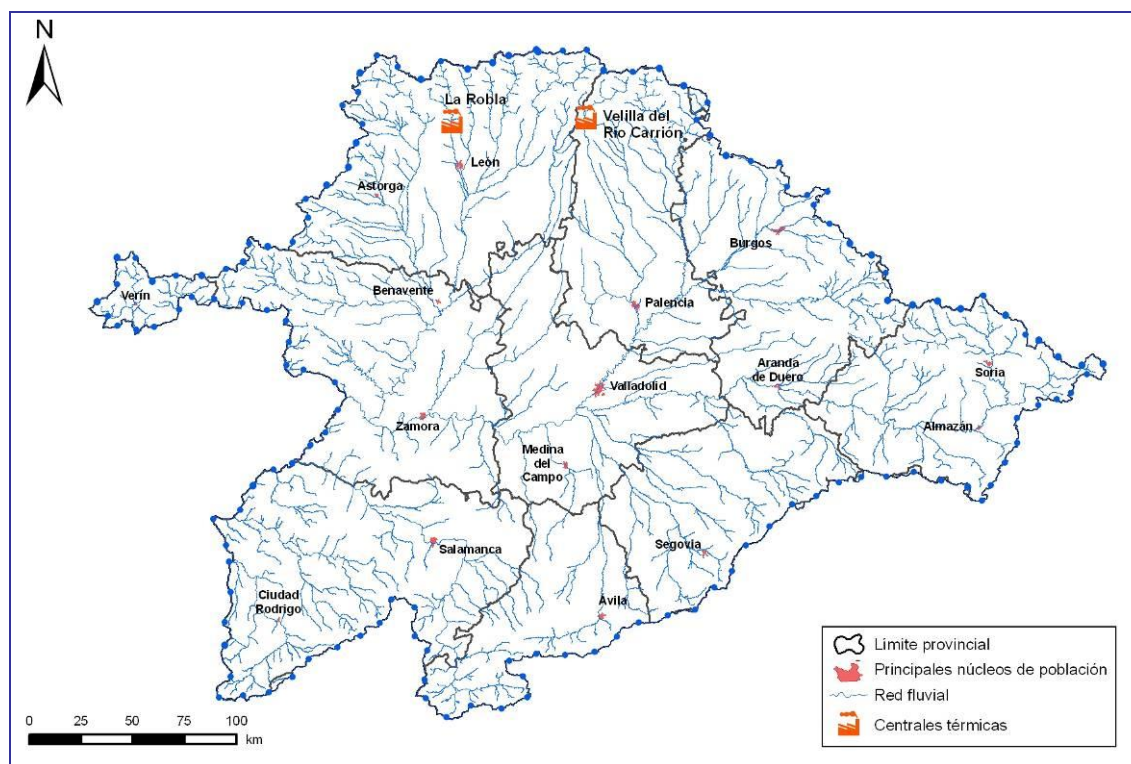 N
La Robla
Velilla del
Río Carrión
León
Astorga
Burgos
Verín
Benavente
Palencia
Aranda
de Duero
Soria
Valladolid
Zamora
Almazán
Medina
del
Campo
Salamanca
Segovia
Ciudad
Rodrigo
Ávila
Límite provincial
Principales núcleos de población
Red fluvial
Centrales térmicas
0 25 50 75 100
km